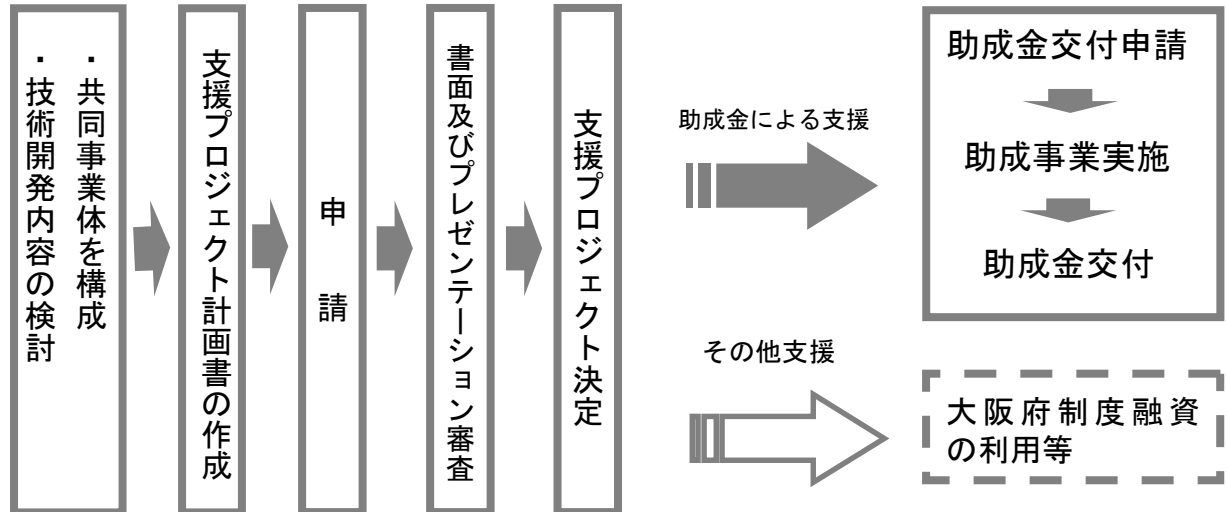 ・共同事業体を構成
・技術開発内容の検討
支援プロジェクト計画書の作成
申請
書面及びプレゼンテーション審査
支援プロジェクト決定
助成金による支援
助成金交付申請
助成事業実施
助成金交付
その他支援
大阪府制度融資
の利用等